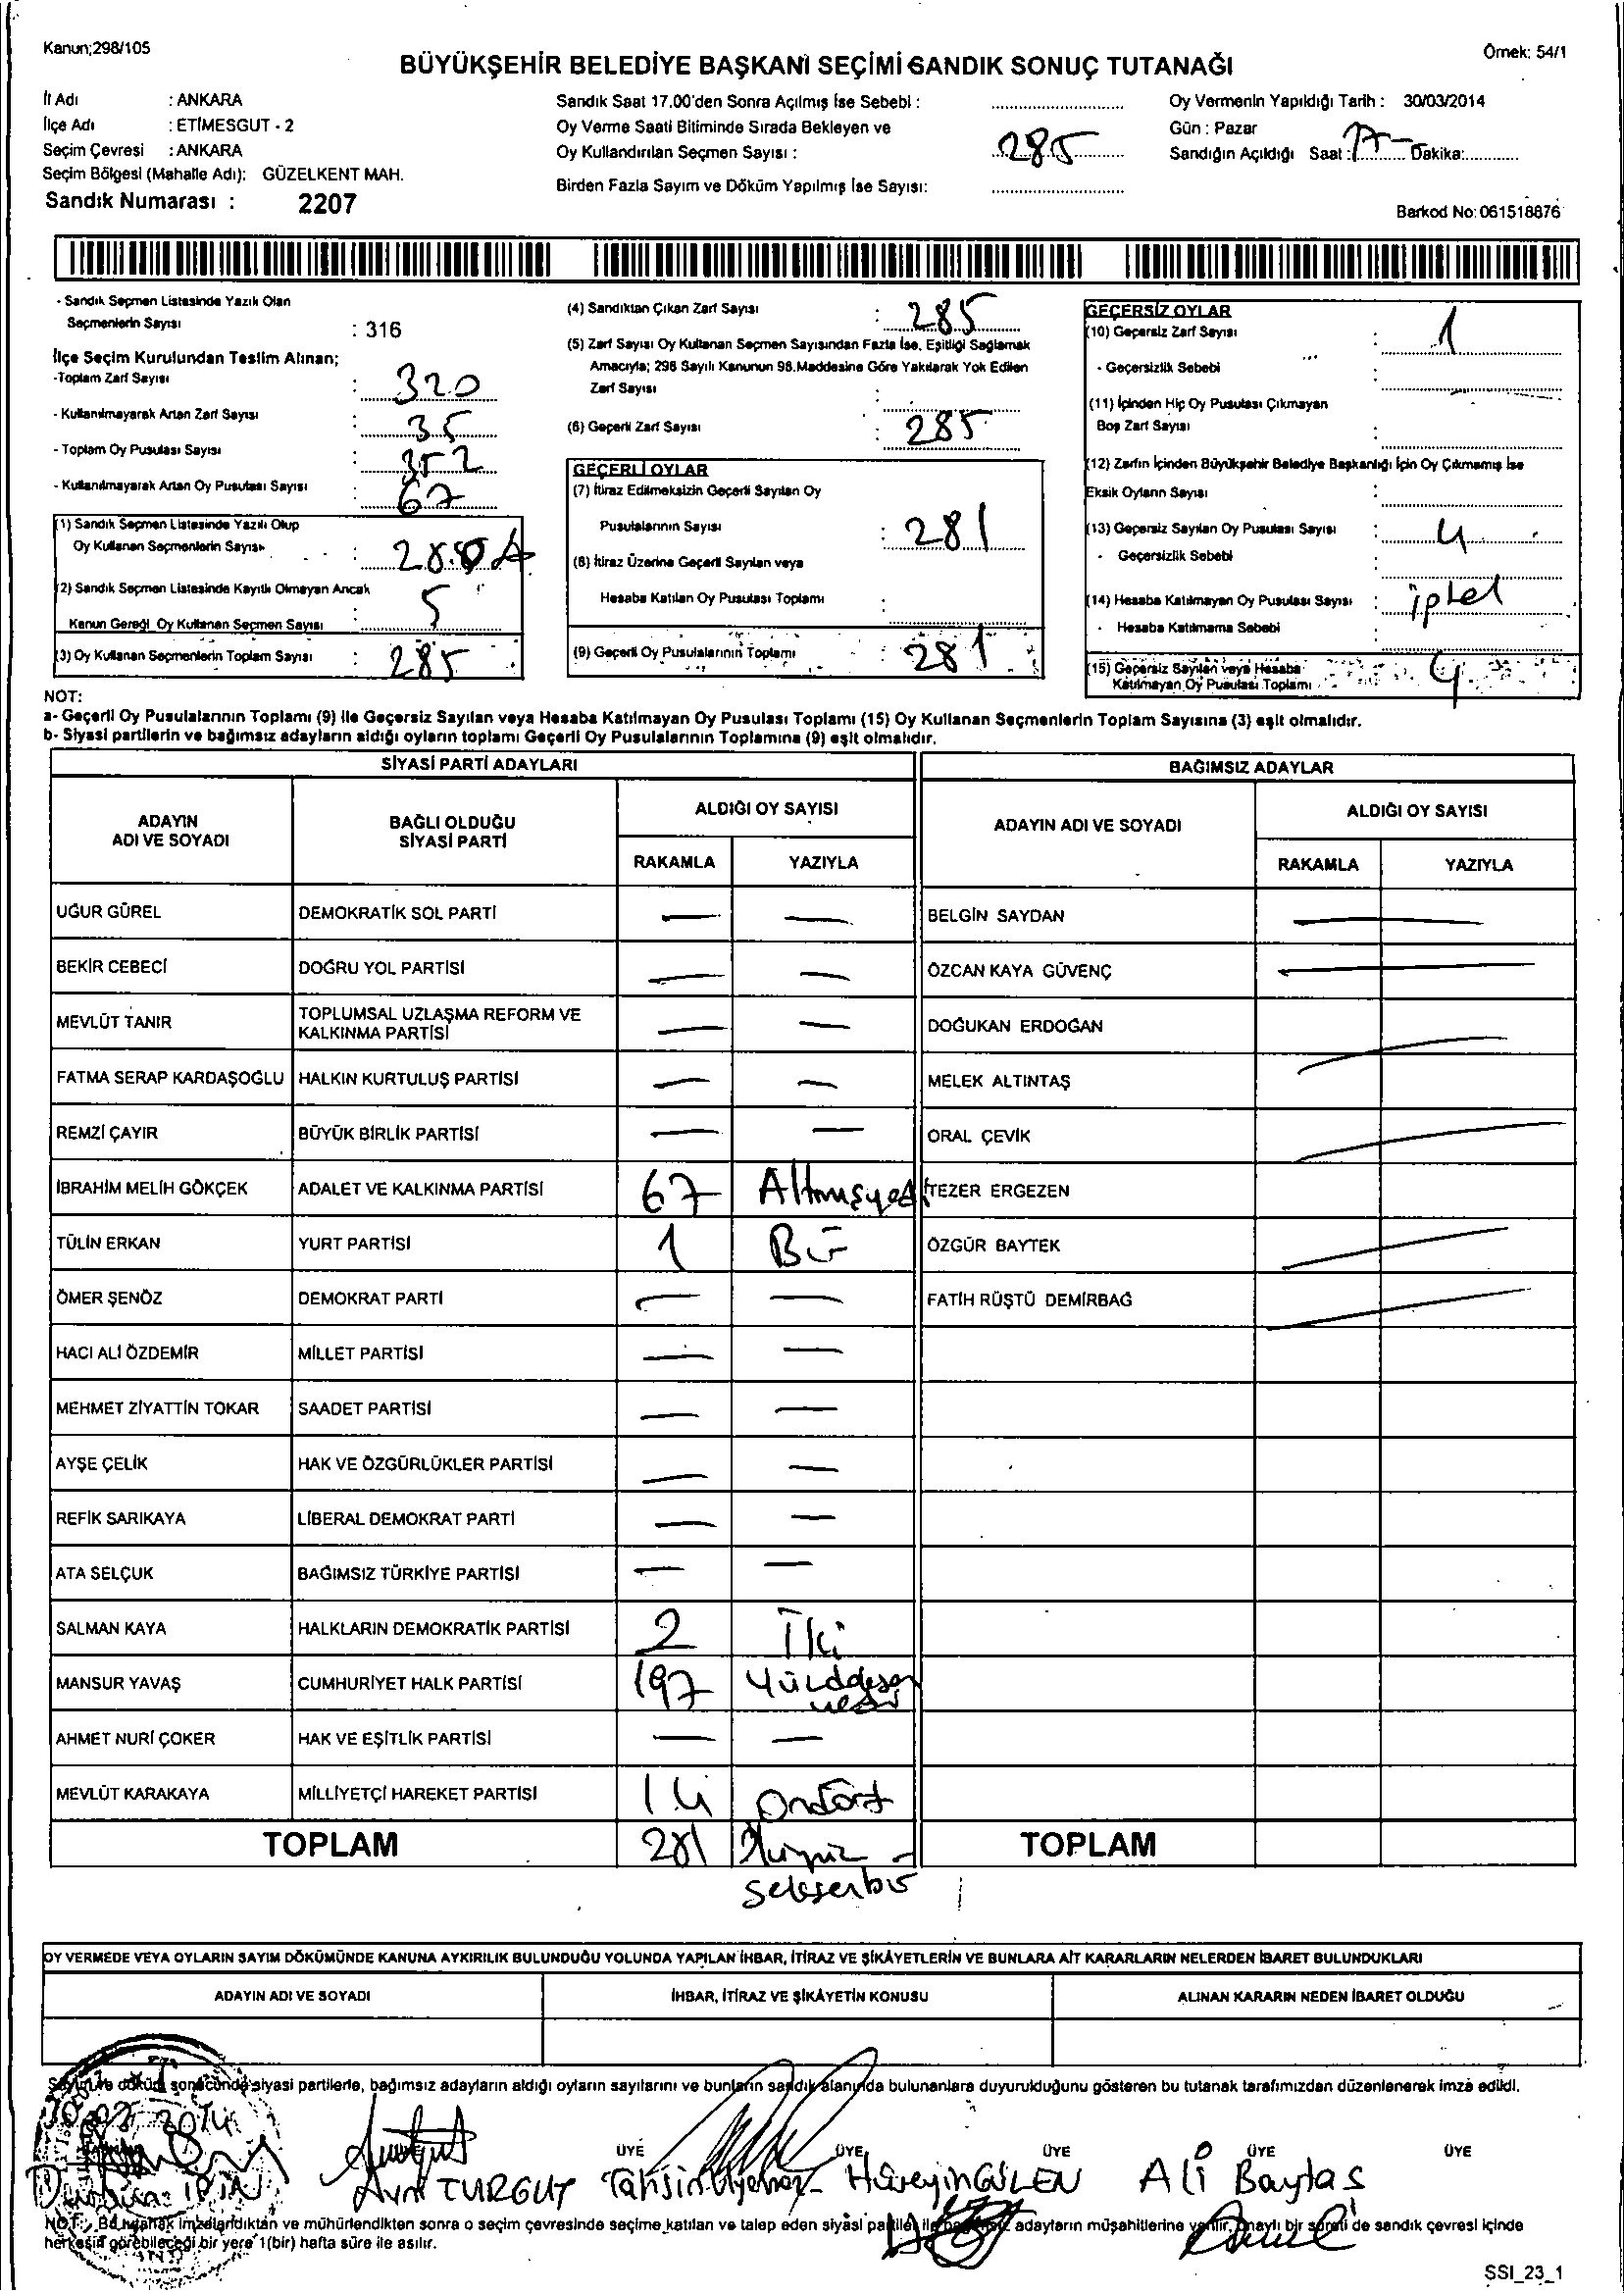 Kanun;298/105
Örnek: 54/1
BÜYÜKŞEHİR BELEDİYE BAŞKANI SEÇİMİ SANDIK SONUÇ TUTANAĞI
İl Adı : ANKARA
İlçe Adı : ETİMESGUT - 2
Seçim Çevresi : ANKARA
Seçim Bölgesi (Mahalle Adı): GÜZELKENT MAH.
Sandık Numarası : 2207
Sandık Saat 17.00'den Sonra Açılmış İse Sebebi :
Oy Verme Saati Bitiminde Sırada Bekleyen ve
Oy Kullandırılan Seçmen Sayısı : 285
Birden Fazla Sayım ve Döküm Yapılmış İse Sayısı:
Oy Vermenin Yapıldığı Tarih : 30/03/2014
Gün : Pazar
Sandığın Açıldığı Saat : 17 Dakika:
Barkod No: 061518876
- Sandık Seçmen Listesinde Yazılı Olan
Seçmenlerin Sayısı : 316
İlçe Seçim Kurulundan Teslim Alınan;
-Toplam Zarf Sayısı : 320
- Kullanılmayarak Artan Zarf Sayısı : 35
- Toplam Oy Pusulası Sayısı : 352
- Kullanılmayarak Artan Oy Pusulası Sayısı : 67
(1) Sandık Seçmen Listesinde Yazılı Olup
Oy Kullanan Seçmenlerin Sayısı : 280
(2) Sandık Seçmen Listesinde Kayıtlı Olmayan Ancak
Kanun Gereği Oy Kullanan Seçmen Sayısı : 5
(3) Oy Kullanan Seçmenlerin Toplam Sayısı : 285
(4) Sandıktan Çıkan Zarf Sayısı : 285
(5) Zarf Sayısı Oy Kullanan Seçmen Sayısından Fazla İse, Eşitliği Sağlamak
Amacıyla; 298 Sayılı Kanunun 98.Maddesine Göre Yakılarak Yok Edilen
Zarf Sayısı :
(6) Geçerli Zarf Sayısı : 285
GEÇERLİ OYLAR
(7) İtiraz Edilmeksizin Geçerli Sayılan Oy
Pusulalarının Sayısı : 281
(8) İtiraz Üzerine Geçerli Sayılan veya
Hesaba Katılan Oy Pusulası Toplamı :
(9) Geçerli Oy Pusulalarının Toplamı : 281
GEÇERSİZ OYLAR
(10) Geçersiz Zarf Sayısı : 1
- Geçersizlik Sebebi :
(11) İçinden Hiç Oy Pusulası Çıkmayan
Boş Zarf Sayısı :
(12) Zarfın İçinden Büyükşehir Belediye Başkanlığı İçin Oy Çıkmamış İse
Eksik Oyların Sayısı :
(13) Geçersiz Sayılan Oy Pusulası Sayısı : 4
- Geçersizlik Sebebi :
(14) Hesaba Katılmayan Oy Pusulası Sayısı : iptal
- Hesaba Katılmama Sebebi :
(15) Geçersiz Sayılan veya Hesaba
Katılmayan Oy Pusulası Toplamı : 4
NOT:
a- Geçerli Oy Pusulalarının Toplamı (9) ile Geçersiz Sayılan veya Hesaba Katılmayan Oy Pusulası Toplamı (15) Oy Kullanan Seçmenlerin Toplam Sayısına (3) eşit olmalıdır.
b- Siyasi partilerin ve bağımsız adayların aldığı oyların toplamı Geçerli Oy Pusulalarının Toplamına (9) eşit olmalıdır.
SİYASİ PARTİ ADAYLARI
ADAYIN ADI VE SOYADI
BAĞLI OLDUĞU SİYASİ PARTİ
ALDIĞI OY SAYISI
RAKAMLA YAZIYLA
UĞUR GÜREL DEMOKRATİK SOL PARTİ — —
BEKİR CEBECİ DOĞRU YOL PARTİSİ — —
MEVLÜT TANIR TOPLUMSAL UZLAŞMA REFORM VE KALKINMA PARTİSİ — —
FATMA SERAP KARDAŞOĞLU HALKIN KURTULUŞ PARTİSİ — —
REMZİ ÇAYIR BÜYÜK BİRLİK PARTİSİ — —
İBRAHİM MELİH GÖKÇEK ADALET VE KALKINMA PARTİSİ 67 Altmışyedi
TÜLİN ERKAN YURT PARTİSİ 1 Bir
ÖMER ŞENÖZ DEMOKRAT PARTİ — —
HACI ALİ ÖZDEMİR MİLLET PARTİSİ — —
MEHMET ZİYATTİN TOKAR SAADET PARTİSİ — —
AYŞE ÇELİK HAK VE ÖZGÜRLÜKLER PARTİSİ — —
REFİK SARIKAYA LİBERAL DEMOKRAT PARTİ — —
ATA SELÇUK BAĞIMSIZ TÜRKİYE PARTİSİ — —
SALMAN KAYA HALKLARIN DEMOKRATİK PARTİSİ 2 İki
MANSUR YAVAŞ CUMHURİYET HALK PARTİSİ 197
AHMET NURİ ÇOKER HAK VE EŞİTLİK PARTİSİ — —
MEVLÜT KARAKAYA MİLLİYETÇİ HAREKET PARTİSİ 14 Ondört
TOPLAM 281 İkiyüz - seksenbir
BAĞIMSIZ ADAYLAR
ADAYIN ADI VE SOYADI
ALDIĞI OY SAYISI
RAKAMLA YAZIYLA
BELGİN SAYDAN
ÖZCAN KAYA GÜVENÇ
DOĞUKAN ERDOĞAN
MELEK ALTINTAŞ
ORAL ÇEVİK
TEZER ERGEZEN
ÖZGÜR BAYTEK
FATİH RÜŞTÜ DEMİRBAĞ
TOPLAM
OY VERMEDE VEYA OYLARIN SAYIM DÖKÜMÜNDE KANUNA AYKIRILIK BULUNDUĞU YOLUNDA YAPILAN İHBAR, İTİRAZ VE ŞİKÂYETLERİN VE BUNLARA AİT KARARLARIN NELERDEN İBARET BULUNDUKLARI
ADAYIN ADI VE SOYADI İHBAR, İTİRAZ VE ŞİKÂYETİN KONUSU ALINAN KARARIN NEDEN İBARET OLDUĞU
Sayım ve döküm sonucunda siyasi partilerle, bağımsız adayların aldığı oyların sayılarını ve bunların sandık alanında bulunanlara duyurulduğunu gösteren bu tutanak tarafımızdan düzenlenerek imza edildi.
ÜYE ÜYE ÜYE ÜYE ÜYE
TURGUT Tahsin Hüseyin GÜLEN Ali Baytas
NOT: Bu tutanak imzalandıktan ve mühürlendikten sonra o seçim çevresinde seçime katılan ve talep eden siyasi partiler ile bağımsız adayların müşahitlerine verilir, onaylı bir sureti de sandık çevresi içinde
herkesin görebileceği bir yere 1(bir) hafta süre ile asılır.
SSI_23_1